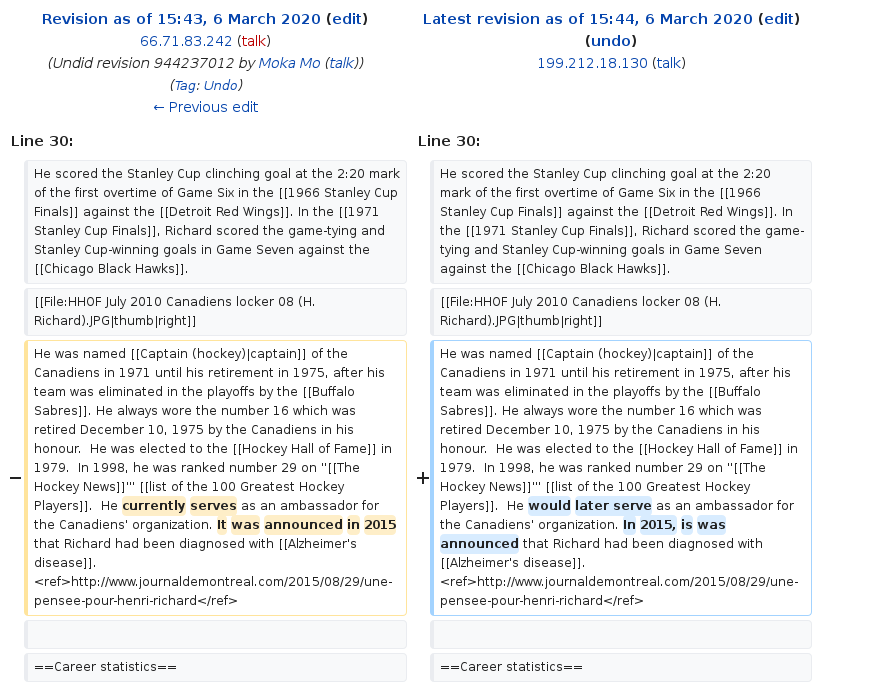 Revision as of 15:43, 6 March 2020 (edit)
66.71.83.242 (talk)
(Undid revision 944237012 by Moka Mo (talk))
(Tag: Undo)
← Previous edit
Latest revision as of 15:44, 6 March 2020 (edit)
(undo)
199.212.18.130 (talk)
Line 30:
He scored the Stanley Cup clinching goal at the 2:20 mark
of the first overtime of Game Six in the [[1966 Stanley Cup
Finals]] against the [[Detroit Red Wings]]. In the [[1971
Stanley Cup Finals]], Richard scored the game-tying and
Stanley Cup-winning goals in Game Seven against the
[[Chicago Black Hawks]].
[[File:HHOF July 2010 Canadiens locker 08 (H.
Richard).JPG|thumb|right]]
− He was named [[Captain (hockey)|captain]] of the
Canadiens in 1971 until his retirement in 1975, after his
team was eliminated in the playoffs by the [[Buffalo
Sabres]]. He always wore the number 16 which was
retired December 10, 1975 by the Canadiens in his
honour.  He was elected to the [[Hockey Hall of Fame]] in
1979.  In 1998, he was ranked number 29 on ''[[The
Hockey News]]''' [[list of the 100 Greatest Hockey
Players]].  He currently serves as an ambassador for
the Canadiens' organization. It was announced in 2015
that Richard had been diagnosed with [[Alzheimer's
disease]].
<ref>http://www.journaldemontreal.com/2015/08/29/une-
pensee-pour-henri-richard</ref>
==Career statistics==
Line 30:
He scored the Stanley Cup clinching goal at the 2:20
mark of the first overtime of Game Six in the [[1966
Stanley Cup Finals]] against the [[Detroit Red Wings]]. In
the [[1971 Stanley Cup Finals]], Richard scored the game-
tying and Stanley Cup-winning goals in Game Seven
against the [[Chicago Black Hawks]].
[[File:HHOF July 2010 Canadiens locker 08 (H.
Richard).JPG|thumb|right]]
+ He was named [[Captain (hockey)|captain]] of the
Canadiens in 1971 until his retirement in 1975, after his
team was eliminated in the playoffs by the [[Buffalo
Sabres]]. He always wore the number 16 which was
retired December 10, 1975 by the Canadiens in his
honour.  He was elected to the [[Hockey Hall of Fame]] in
1979.  In 1998, he was ranked number 29 on ''[[The
Hockey News]]''' [[list of the 100 Greatest Hockey
Players]].  He would later serve as an ambassador for
the Canadiens' organization. In 2015, is was
announced that Richard had been diagnosed with
[[Alzheimer's disease]].
<ref>http://www.journaldemontreal.com/2015/08/29/une-
pensee-pour-henri-richard</ref>
==Career statistics==